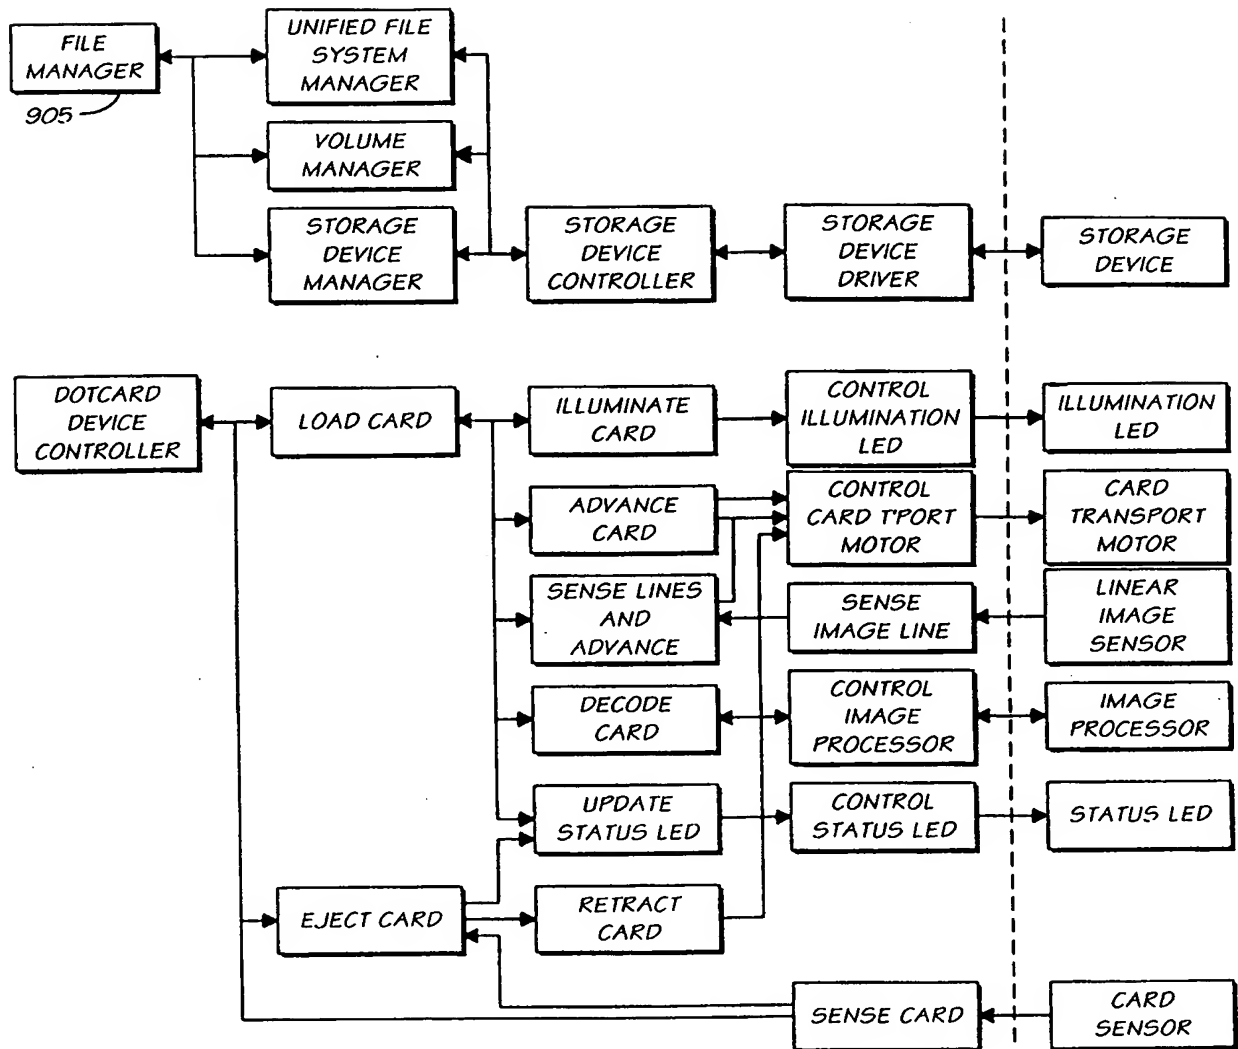 FILE
MANAGER
905
UNIFIED FILE
SYSTEM
MANAGER
VOLUME
MANAGER
STORAGE
DEVICE
MANAGER
STORAGE
DEVICE
CONTROLLER
STORAGE
DEVICE
DRIVER
STORAGE
DEVICE
DOTCARD
DEVICE
CONTROLLER
LOAD CARD
ILLUMINATE
CARD
CONTROL
ILLUMINATION
LED
ILLUMINATION
LED
ADVANCE
CARD
CONTROL
CARD T'PORT
MOTOR
CARD
TRANSPORT
MOTOR
SENSE LINES
AND
ADVANCE
SENSE
IMAGE LINE
LINEAR
IMAGE
SENSOR
DECODE
CARD
CONTROL
IMAGE
PROCESSOR
IMAGE
PROCESSOR
UPDATE
STATUS LED
CONTROL
STATUS LED
STATUS LED
EJECT CARD
RETRACT
CARD
SENSE CARD
CARD
SENSOR